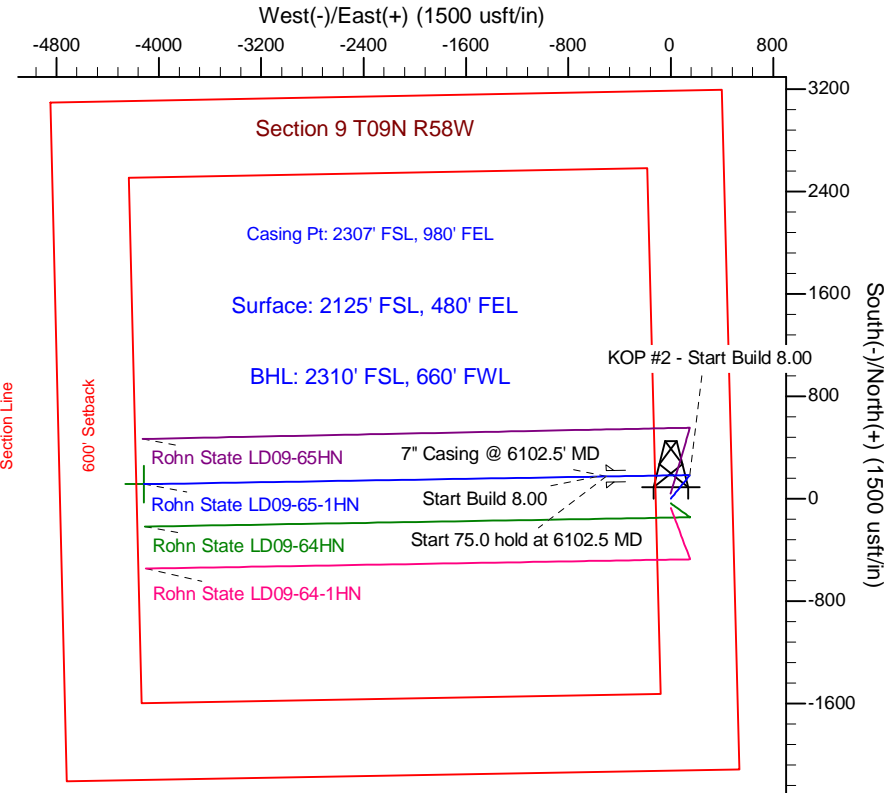 West(-)/East(+) (1500 usft/in)
-4800 -4000 -3200 -2400 -1600 -800 0 800
3200
2400
1600
800
0
-800
-1600
South(-)/North(+) (1500 usft/in)
Section 9 T09N R58W
Casing Pt: 2307' FSL, 980' FEL
Surface: 2125' FSL, 480' FEL
BHL: 2310' FSL, 660' FWL
KOP #2 - Start Build 8.00
Section Line
600' Setback
7" Casing @ 6102.5' MD
Rohn State LD09-65HN
Start Build 8.00
Rohn State LD09-65-1HN
Start 75.0 hold at 6102.5 MD
Rohn State LD09-64HN
Rohn State LD09-64-1HN